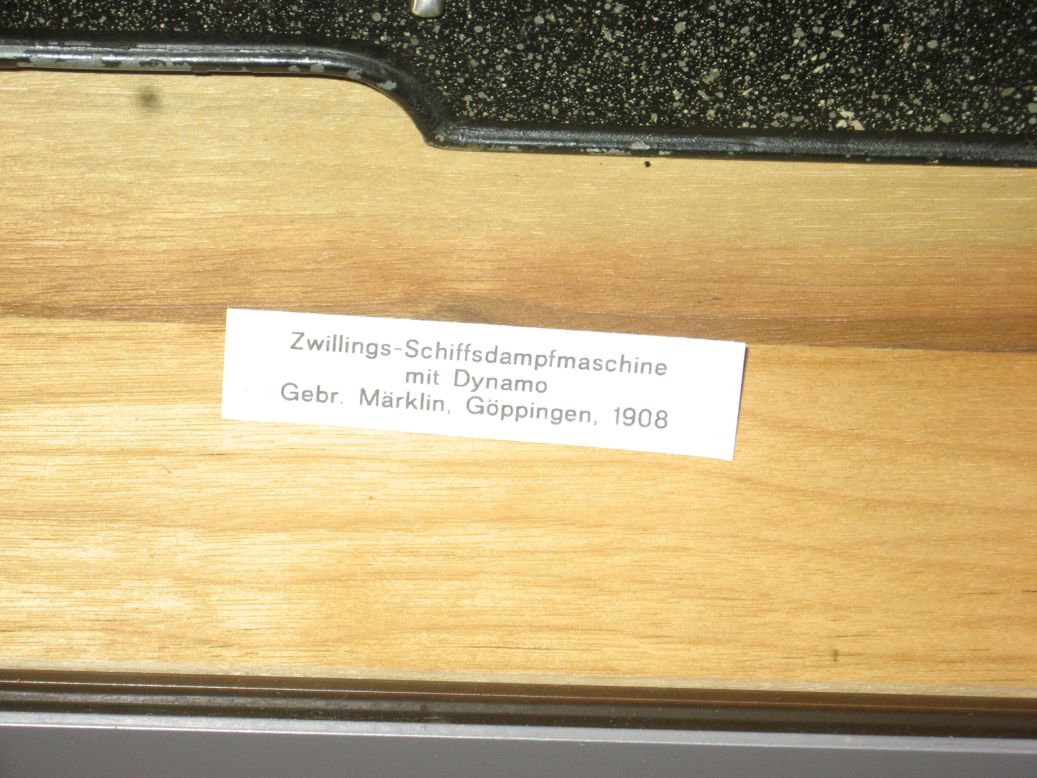 Zwillings-Schiffsdampfmaschine
mit Dynamo
Gebr. Märklin, Göppingen, 1908